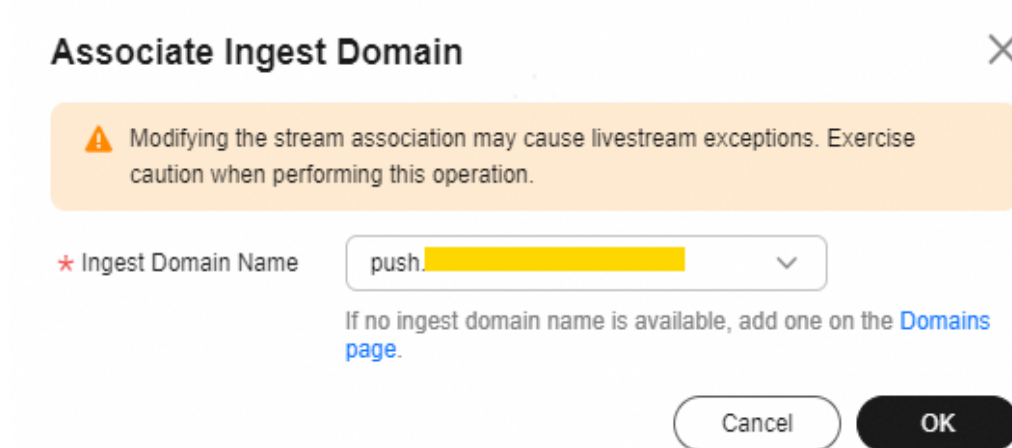 Associate Ingest Domain
Modifying the stream association may cause livestream exceptions. Exercise
caution when performing this operation.
* Ingest Domain Name
push.
If no ingest domain name is available, add one on the Domains
page.
Cancel
OK